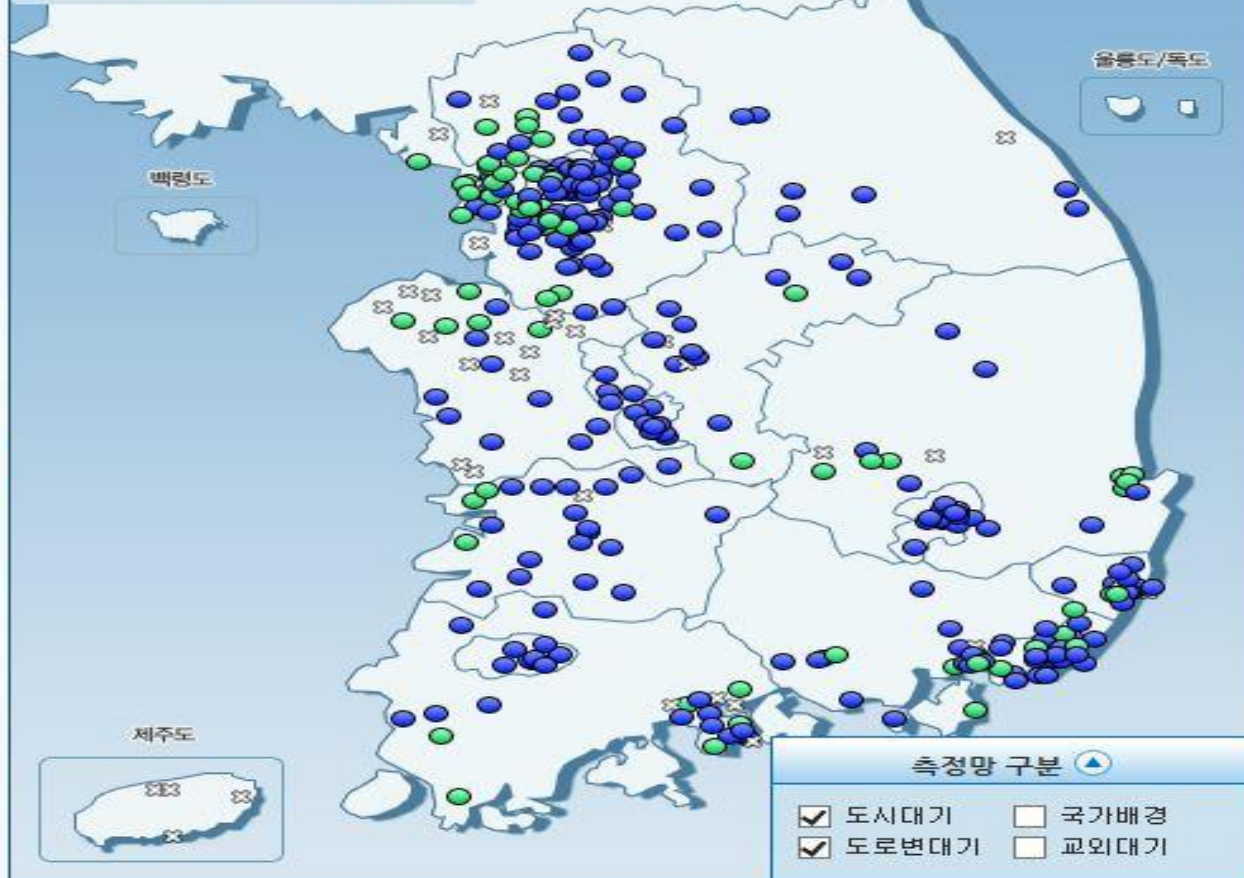 울릉도/독도
백령도
제주도
측정망 구분
도시대기 국가배경
도로변대기 교외대기